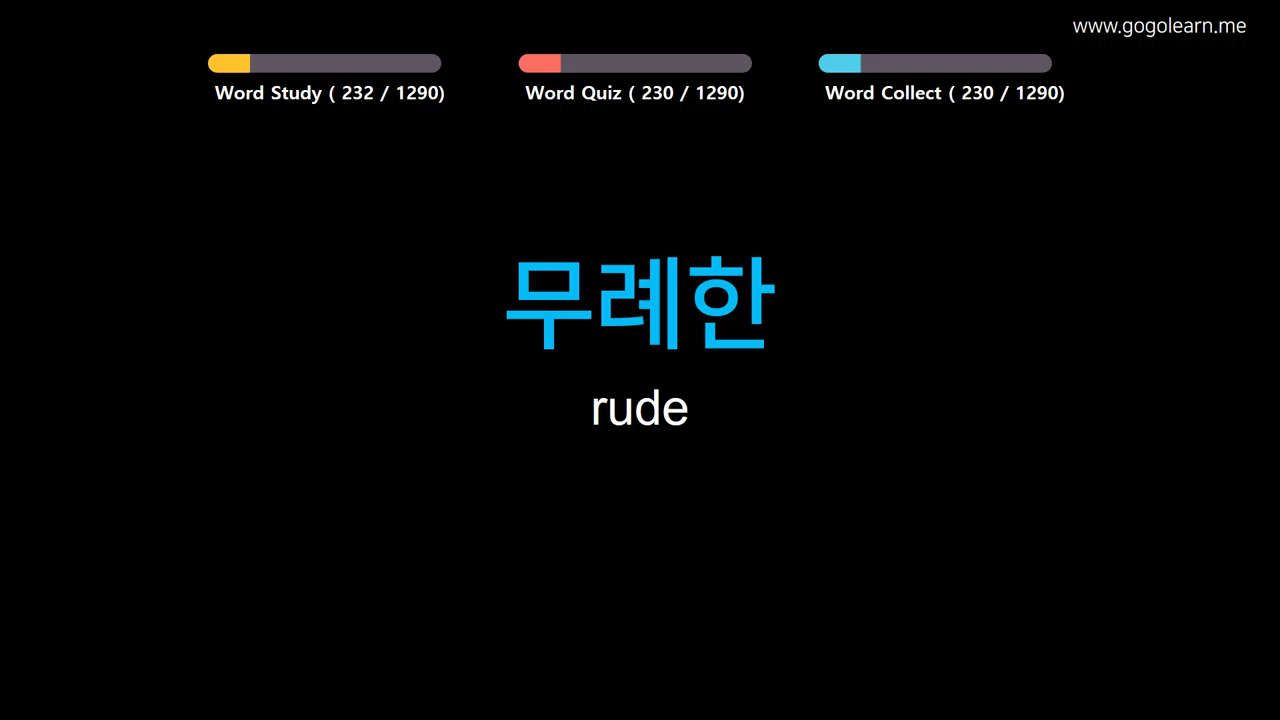 www.gogolearn.me
Word Study ( 232 / 1290)
Word Quiz ( 230 / 1290)
Word Collect ( 230 / 1290)
무례한
rude